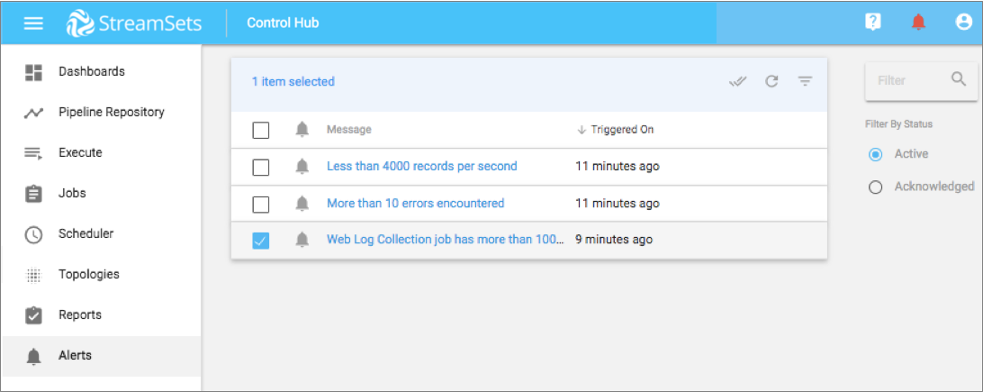 StreamSets
Control Hub
Dashboards
Pipeline Repository
Execute
Jobs
Scheduler
Topologies
Reports
Alerts
1 item selected
Message
Triggered On
Less than 4000 records per second
11 minutes ago
More than 10 errors encountered
11 minutes ago
Web Log Collection job has more than 100...
9 minutes ago
Filter
Filter By Status
Active
Acknowledged